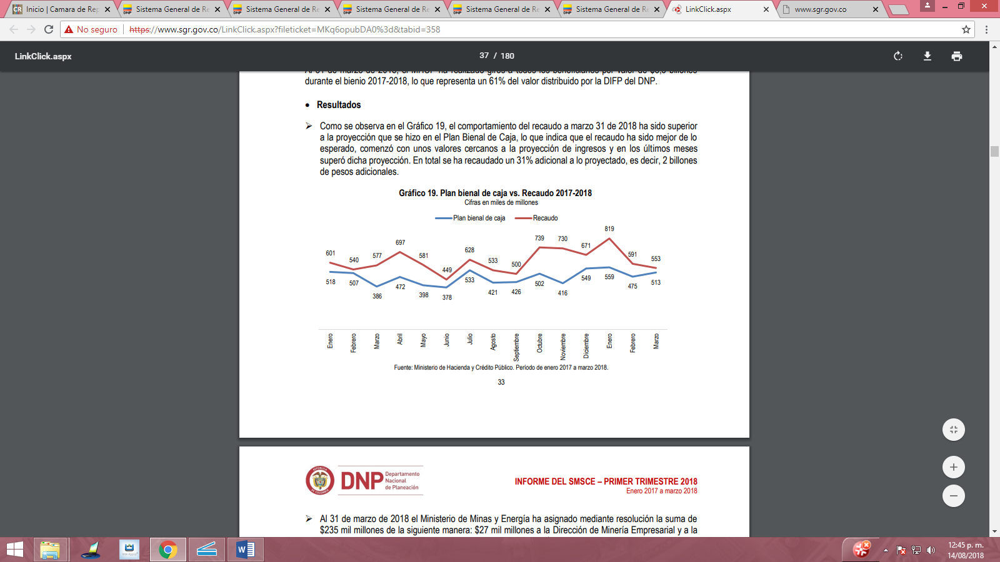 Inicio | Camara de Rep
Sistema General de Re
Sistema General de Re
Sistema General de Re
Sistema General de Re
Sistema General de Re
LinkClick.aspx
www.sgr.gov.co
No seguro
https://www.sgr.gov.co/LinkClick.aspx?fileticket=MKq6opubDA0%3d&tabid=358
LinkClick.aspx
37 / 180
durante el bienio 2017-2018, lo que representa un 61% del valor distribuido por la DIFP del DNP.
• Resultados
➢ Como se observa en el Gráfico 19, el comportamiento del recaudo a marzo 31 de 2018 ha sido superior
a la proyección que se hizo en el Plan Bienal de Caja, lo que indica que el recaudo ha sido mejor de lo
esperado, comenzó con unos valores cercanos a la proyección de ingresos y en los últimos meses
superó dicha proyección. En total se ha recaudado un 31% adicional a lo proyectado, es decir, 2 billones
de pesos adicionales.
Gráfico 19. Plan bienal de caja vs. Recaudo 2017-2018
Cifras en miles de millones
Plan bienal de caja Recaudo
601 540 577 697 581 449 628 533 500 739 730 671 819 591 553
518 507 386 472 398 378 533 421 426 502 416 549 559 475 513
Enero Febrero Marzo Abril Mayo Junio Julio Agosto Septiembre Octubre Noviembre Diciembre Enero Febrero Marzo
Fuente: Ministerio de Hacienda y Crédito Público. Período de enero 2017 a marzo 2018.
33
DNP
Departamento
Nacional
de Planeación
INFORME DEL SMSCE – PRIMER TRIMESTRE 2018
Enero 2017 a marzo 2018
➢ Al 31 de marzo de 2018 el Ministerio de Minas y Energía ha asignado mediante resolución la suma de
$235 mil millones de la siguiente manera: $27 mil millones a la Dirección de Minería Empresarial y a la
12:45 p. m.
14/08/2018